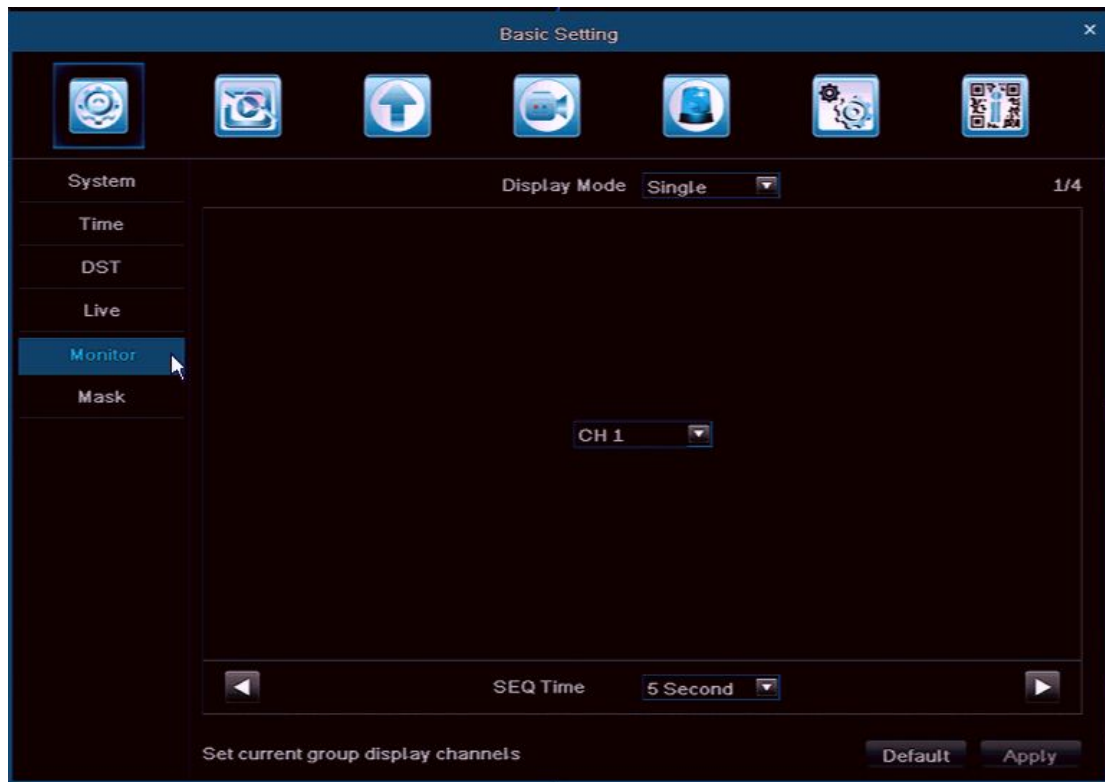 Basic Setting
System
Display Mode Single 1/4
Time
DST
Live
Monitor
Mask
CH 1
SEQ Time 5 Second
Set current group display channels Default Apply